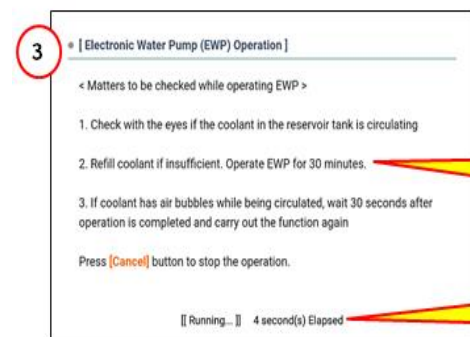 3
[ Electronic Water Pump (EWP) Operation ]
< Matters to be checked while operating EWP >
1. Check with the eyes if the coolant in the reservoir tank is circulating
2. Refill coolant if insufficient. Operate EWP for 30 minutes.
3. If coolant has air bubbles while being circulated, wait 30 seconds after
operation is completed and carry out the function again
Press [Cancel] button to stop the operation.
[[ Running... ]] 4 second(s) Elapsed